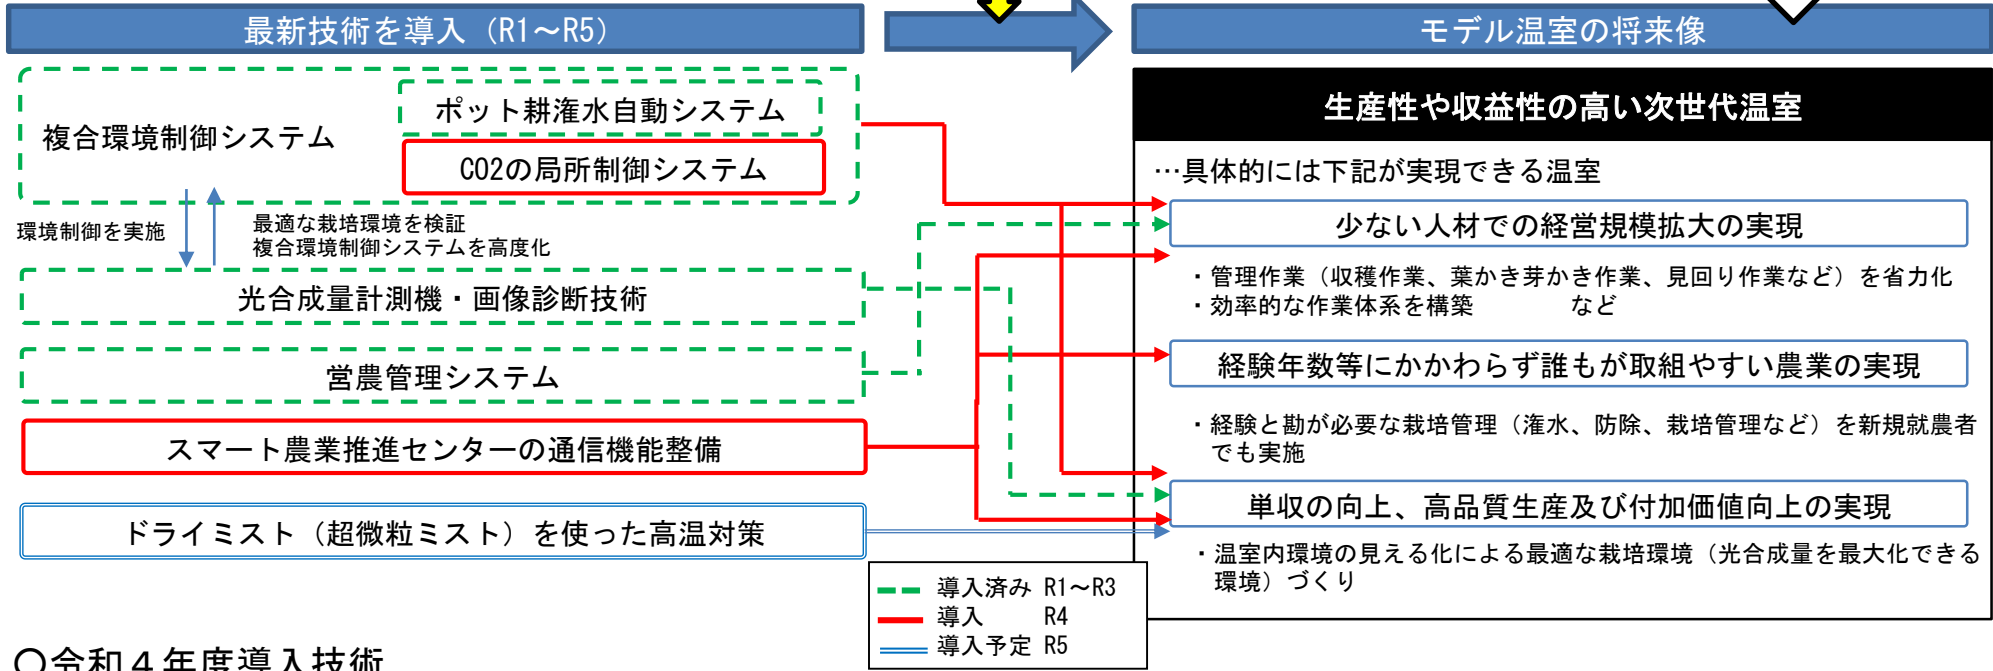 最新技術を導入（R1～R5）
モデル温室の将来像
複合環境制御システム
ポット耕潅水自動システム
CO2の局所制御システム
環境制御を実施
最適な栽培環境を検証
複合環境制御システムを高度化
光合成量計測機・画像診断技術
営農管理システム
スマート農業推進センターの通信機能整備
ドライミスト（超微粒ミスト）を使った高温対策
生産性や収益性の高い次世代温室
…具体的には下記が実現できる温室
少ない人材での経営規模拡大の実現
・管理作業（収穫作業、葉かき芽かき作業、見回り作業など）を省力化
・効率的な作業体系を構築　　　　など
経験年数等にかかわらず誰もが取組やすい農業の実現
・経験と勘が必要な栽培管理（潅水、防除、栽培管理など）を新規就農者
でも実施
単収の向上、高品質生産及び付加価値向上の実現
・温室内環境の見える化による最適な栽培環境（光合成量を最大化できる
環境）づくり
導入済み R1～R3
導入 R4
導入予定 R5
〇令和４年度導入技術